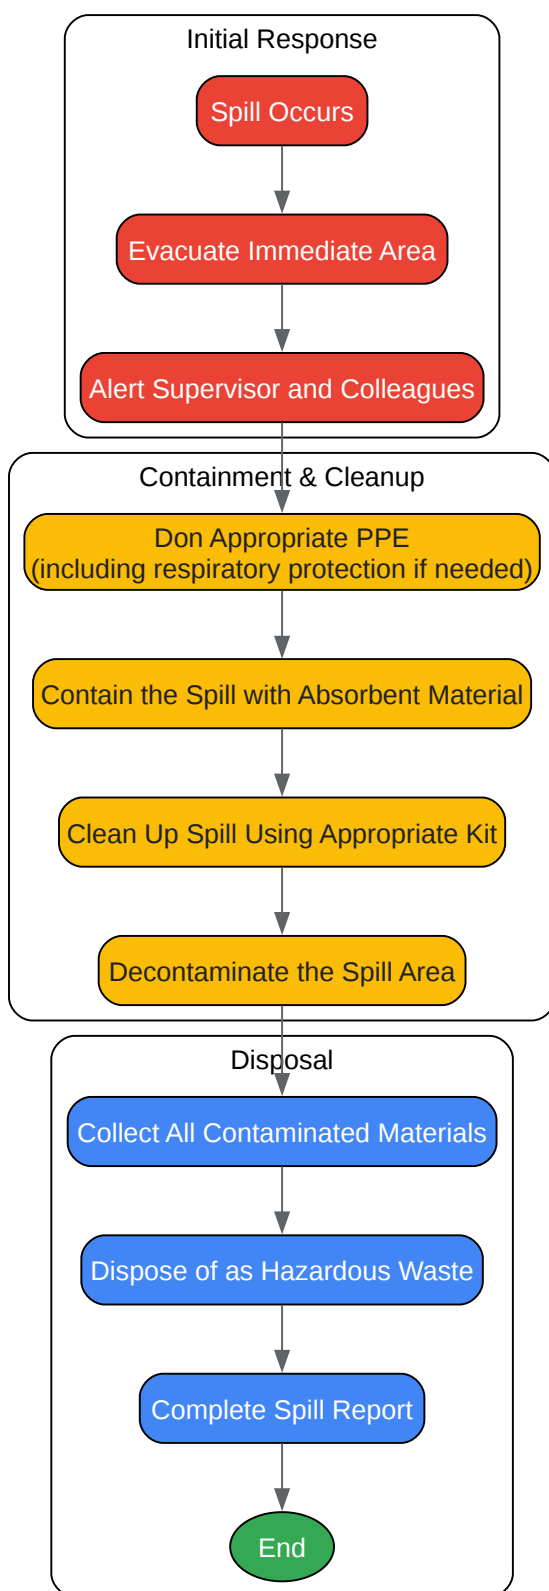 Initial Response
Spill Occurs
Evacuate Immediate Area
Alert Supervisor and Colleagues
Containment & Cleanup
Don Appropriate PPE
(including respiratory protection if needed)
Contain the Spill with Absorbent Material
Clean Up Spill Using Appropriate Kit
Decontaminate the Spill Area
Disposal
Collect All Contaminated Materials
Dispose of as Hazardous Waste
Complete Spill Report
End